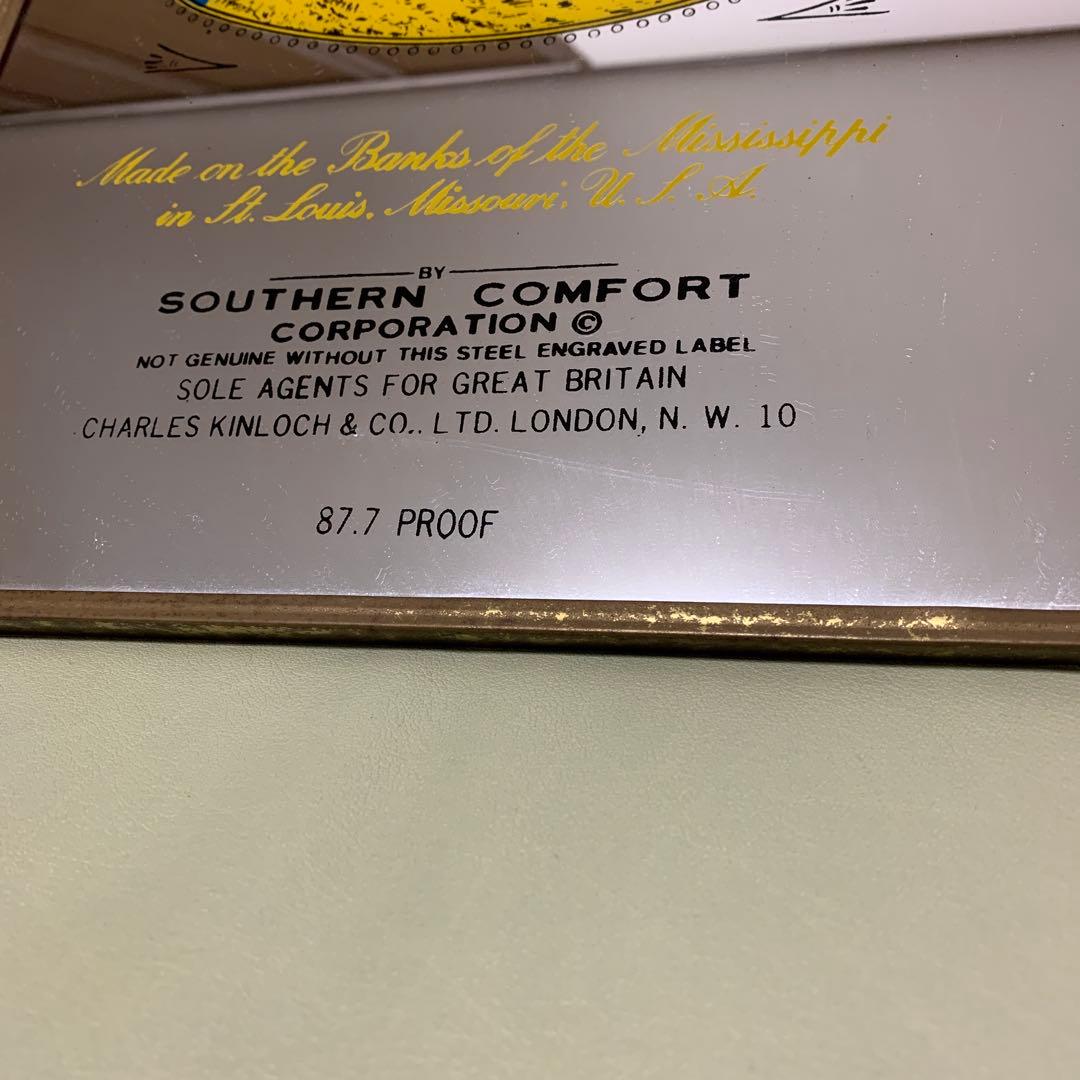 Made on the Banks of the Mississippi
in St. Louis, Missouri, U. S. A.
BY
SOUTHERN COMFORT
CORPORATION ©
NOT GENUINE WITHOUT THIS STEEL ENGRAVED LABEL
SOLE AGENTS FOR GREAT BRITAIN
CHARLES KINLOCH & CO., LTD. LONDON, N. W. 10
87.7 PROOF